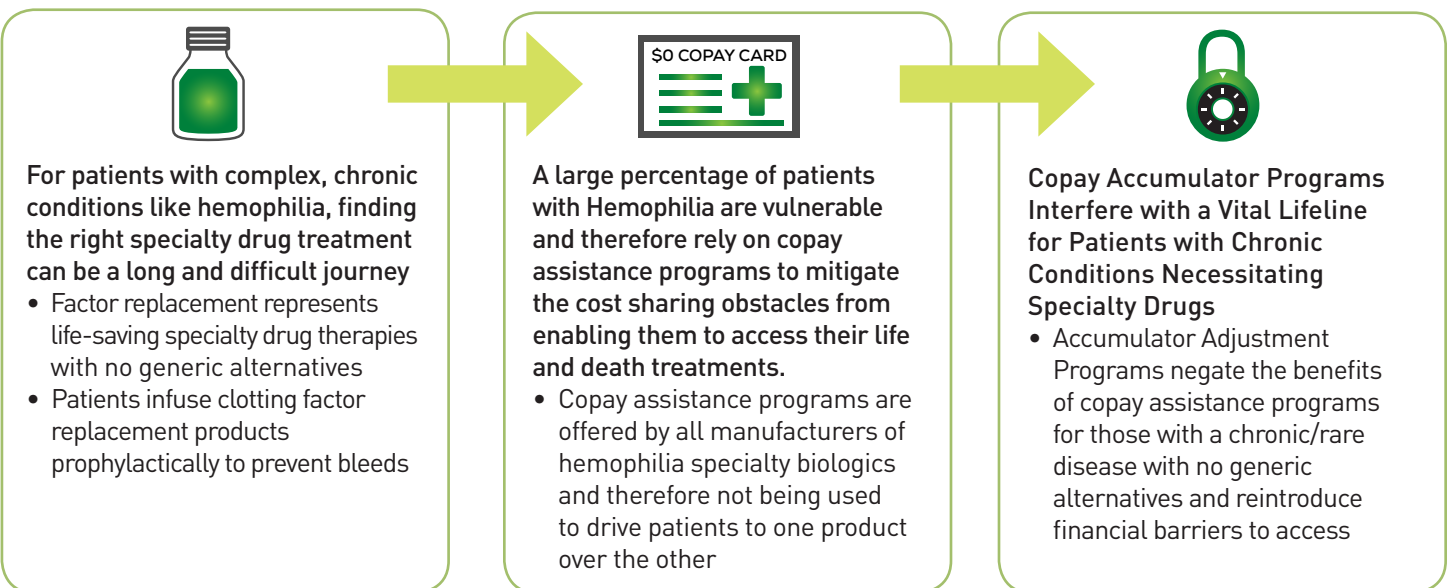 For patients with complex, chronic
conditions like hemophilia, finding
the right specialty drug treatment
can be a long and difficult journey
• Factor replacement represents
life-saving specialty drug therapies
with no generic alternatives
• Patients infuse clotting factor
replacement products
prophylactically to prevent bleeds
$0 COPAY CARD
A large percentage of patients
with Hemophilia are vulnerable
and therefore rely on copay
assistance programs to mitigate
the cost sharing obstacles from
enabling them to access their life
and death treatments.
• Copay assistance programs are
offered by all manufacturers of
hemophilia specialty biologics
and therefore not being used
to drive patients to one product
over the other
Copay Accumulator Programs
Interfere with a Vital Lifeline
for Patients with Chronic
Conditions Necessitating
Specialty Drugs
• Accumulator Adjustment
Programs negate the benefits
of copay assistance programs
for those with a chronic/rare
disease with no generic
alternatives and reintroduce
financial barriers to access